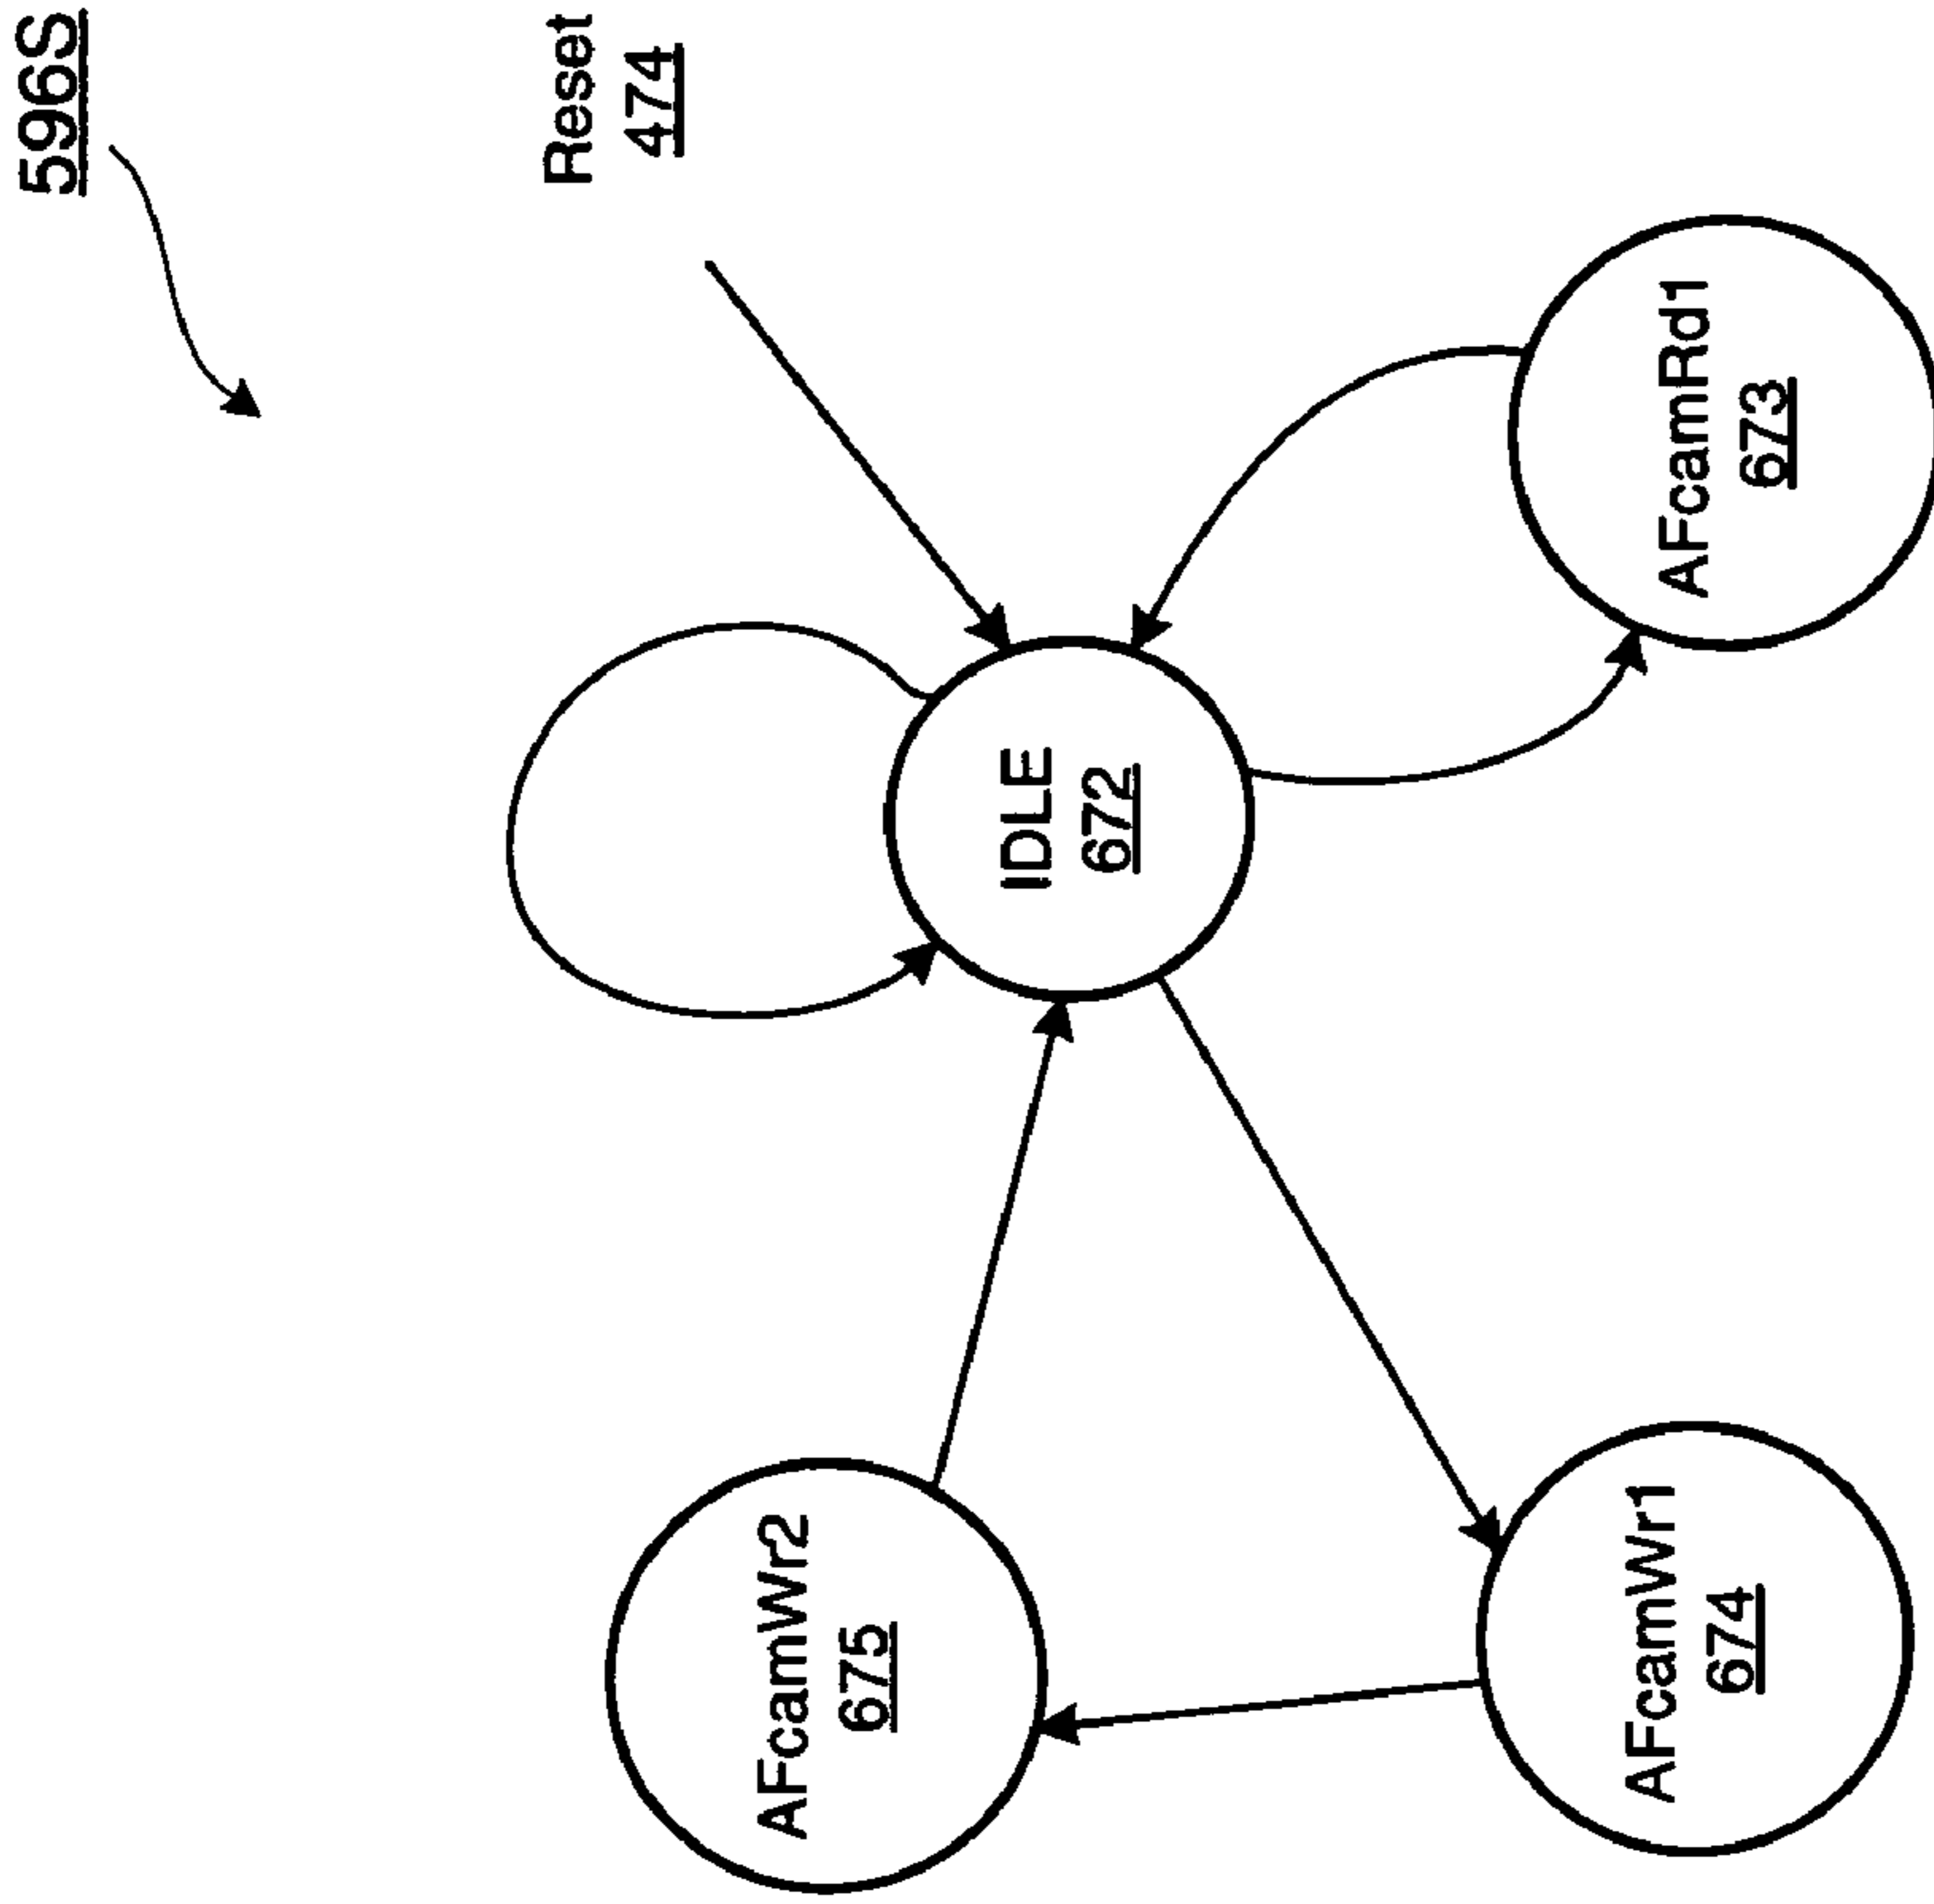 596S
Reset
474
AFcamWr2
675
IDLE
672
AFcamWr1
674
AFcamRd1
673